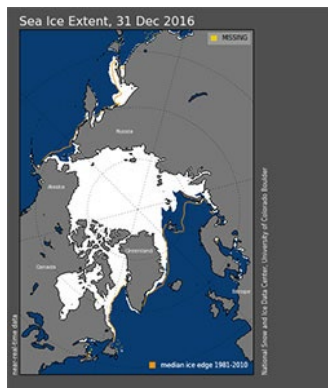 Sea Ice Extent, 31 Dec 2016
MISSING
Russia
Alaska
Greenland
Canada
Europe
near-real-time data
National Snow and Ice Data Center, University of Colorado Boulder
median ice edge 1981-2010